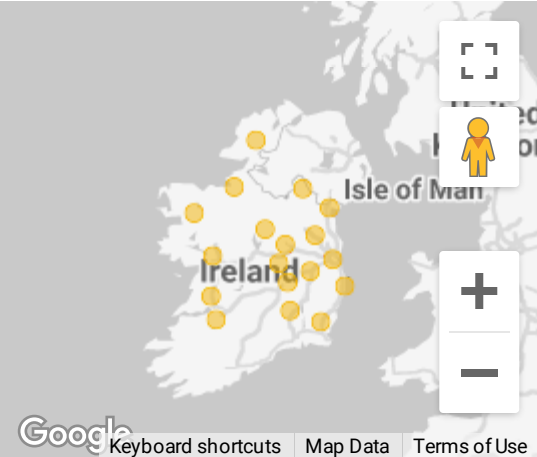 Isle of Man
Ireland
Google
Keyboard shortcuts
Map Data
Terms of Use